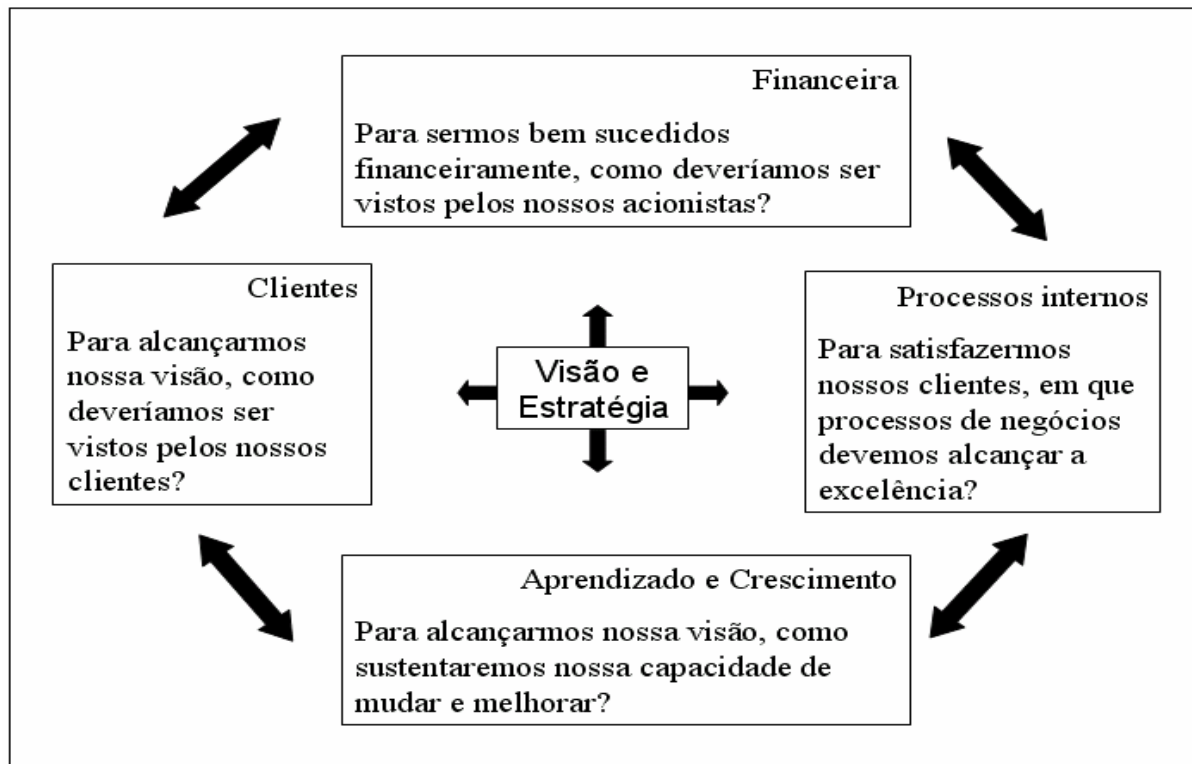 Financeira
Para sermos bem sucedidos
financeiramente, como deveríamos ser
vistos pelos nossos acionistas?
Clientes
Para alcançarmos
nossa visão, como
deveríamos ser
vistos pelos nossos
clientes?
Visão e
Estratégia
Processos internos
Para satisfazermos
nossos clientes, em que
processos de negócios
devemos alcançar a
excelência?
Aprendizado e Crescimento
Para alcançarmos nossa visão, como
sustentaremos nossa capacidade de
mudar e melhorar?